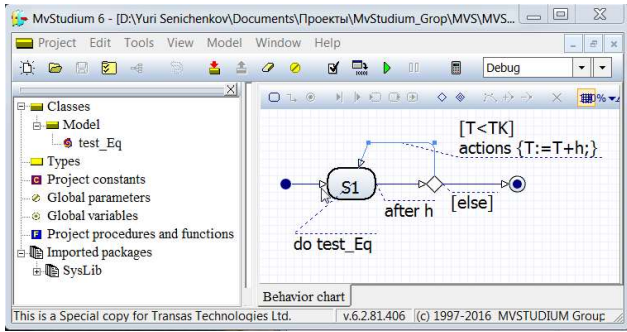 MvStudium 6 - [D:\Yuri Senichenkov\Documents\Проекты\MvStudium_Grop\MVS\MVS...
Project Edit Tools View Model Window Help
Debug
Classes
Model
test_Eq
Types
Project constants
Global parameters
Global variables
Project procedures and functions
Imported packages
SysLib
%
[T<TK]
actions {T:=T+h;}
S1
after h
[else]
do test_Eq
Behavior chart
This is a Special copy for Transas Technologies Ltd. v.6.2.81.406 (c) 1997-2016 MVSTUDIUM Group